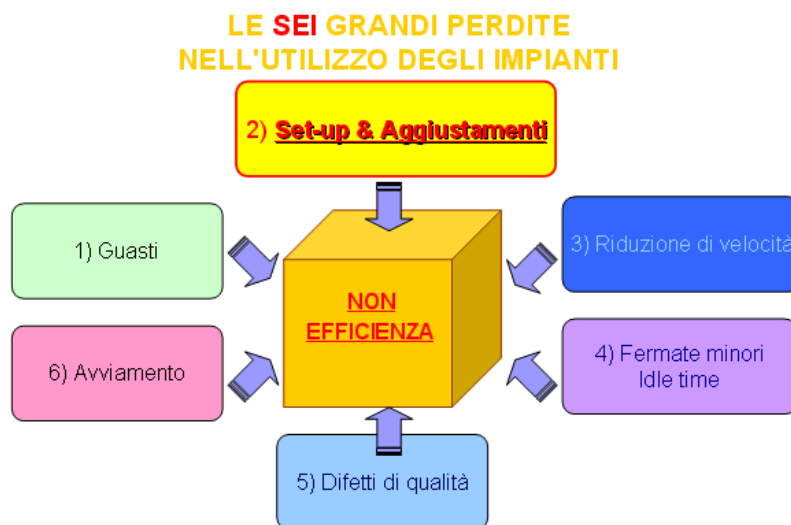 LE SEI GRANDI PERDITE
NELL'UTILIZZO DEGLI IMPIANTI
2) Set-up & Aggiustamenti
1) Guasti
3) Riduzione di velocità
NON
EFFICIENZA
6) Avviamento
4) Fermate minori
Idle time
5) Difetti di qualità